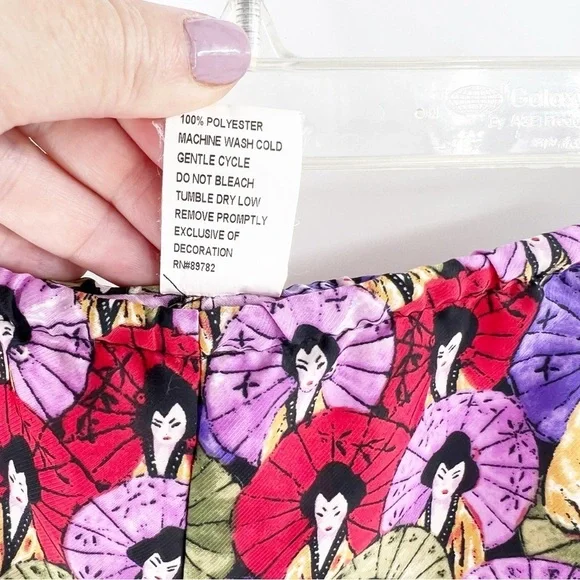 100% POLYESTER
MACHINE WASH COLD
GENTLE CYCLE
DO NOT BLEACH
TUMBLE DRY LOW
REMOVE PROMPTLY
EXCLUSIVE OF
DECORATION
RN#89782